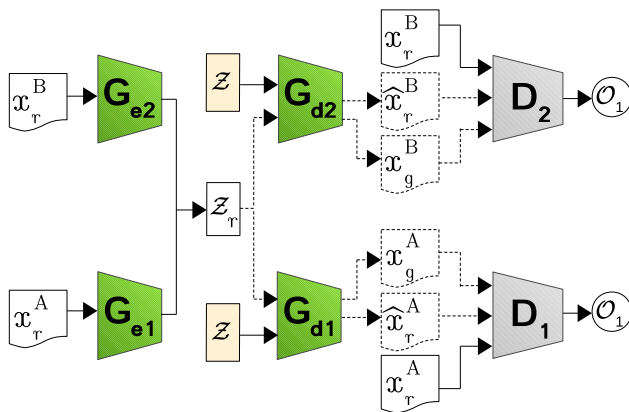 x_r^B
x_r^B G_e2 𝒵 G_d2 x̂_r^B D_2 𝒪_1
x_g^B
𝒵_r
x_g^A
x_r^A G_e1 𝒵 G_d1 x̂_r^A D_1 𝒪_1
x_r^A